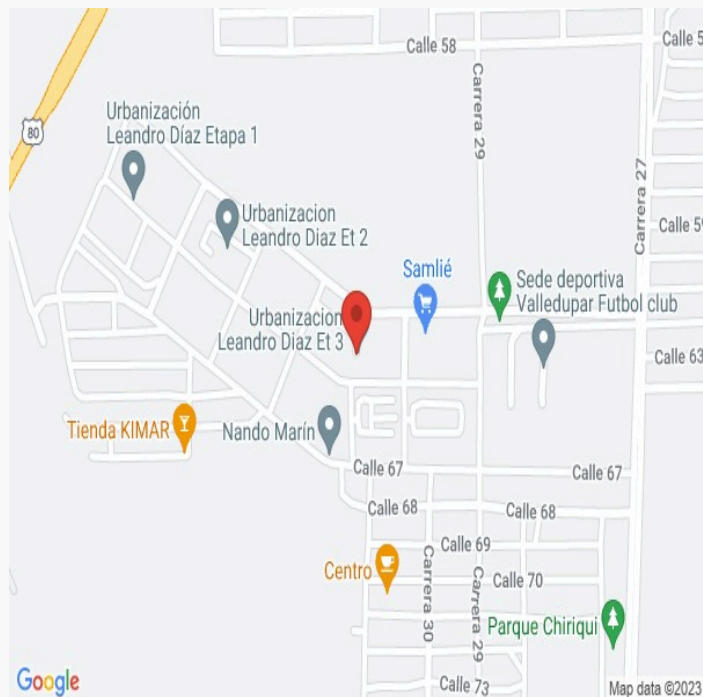 Calle 58
Calle 5
Carrera 29
Carrera 27
80
Urbanización
Leandro Díaz Etapa 1
Urbanizacion
Leandro Diaz Et 2
Calle 59
Samlié
Sede deportiva
Valledupar Futbol club
Urbanizacion
Leandro Diaz Et 3
Calle 63
Tienda KIMAR
Nando Marín
Calle 67
Calle 67
Calle 68
Calle 68
Calle 69
Centro
Calle 70
Carrera 30
Carrera 29
Parque Chiriqui
Calle 73
Google
Map data ©2023